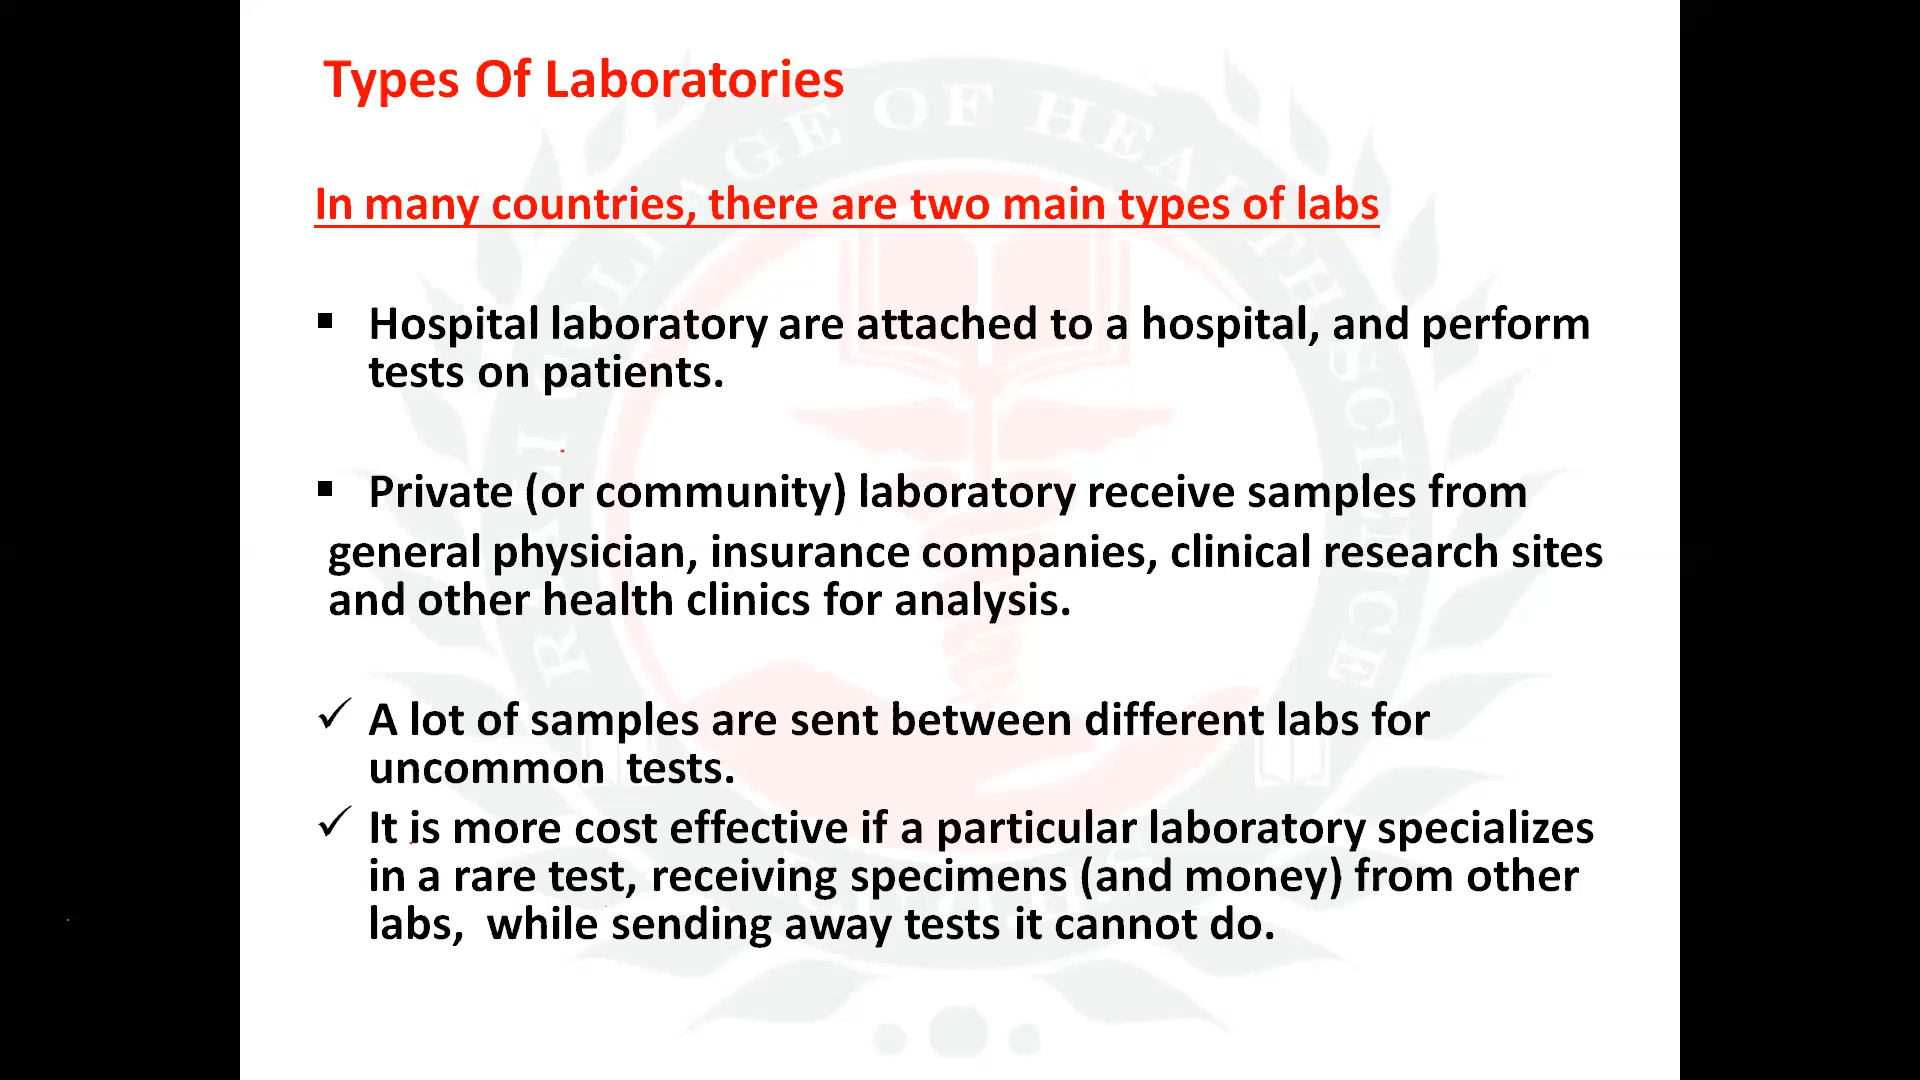 Types Of Laboratories
In many countries, there are two main types of labs
▪ Hospital laboratory are attached to a hospital, and perform
tests on patients.
▪ Private (or community) laboratory receive samples from
general physician, insurance companies, clinical research sites
and other health clinics for analysis.
✓ A lot of samples are sent between different labs for
uncommon tests.
✓ It is more cost effective if a particular laboratory specializes
in a rare test, receiving specimens (and money) from other
labs, while sending away tests it cannot do.
OF HEALTH SCIENCE